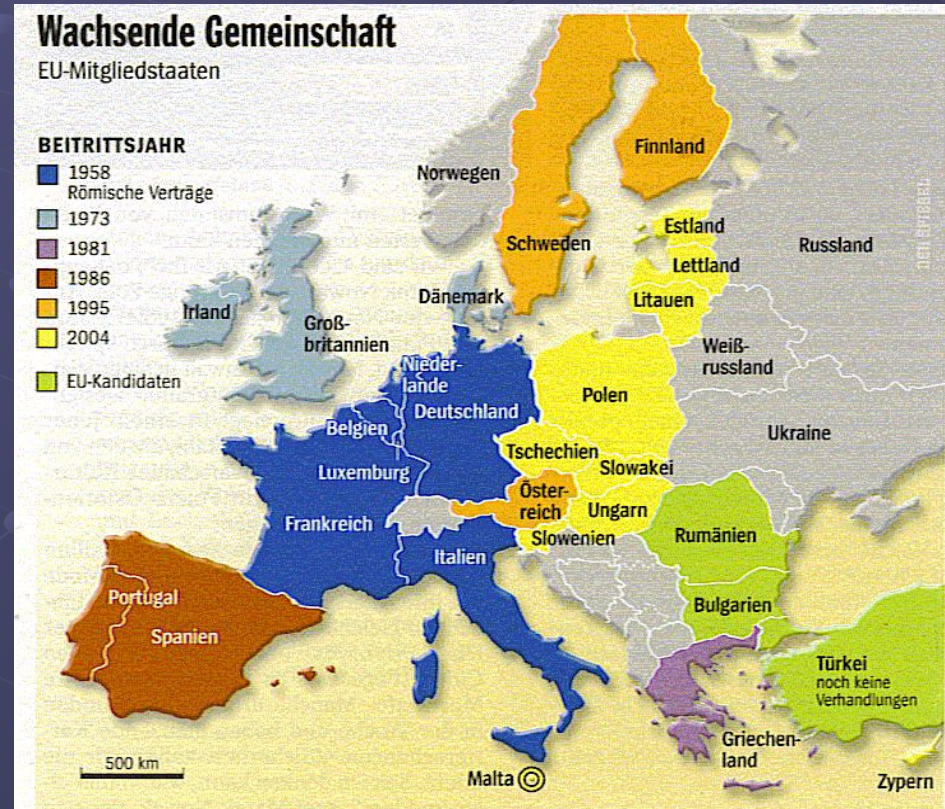 Wachsende Gemeinschaft
EU-Mitgliedstaaten
BEITRITTSJAHR
1958
Römische Verträge
1973
1981
1986
1995
2004
EU-Kandidaten
Norwegen
Finnland
Schweden
Estland
Lettland
Litauen
Russland
DER FISCHER
Irland
Groß-
britannien
Dänemark
Weiß-
russland
Nieder-
lande
Deutschland
Polen
Ukraine
Belgien
Luxemburg
Tschechien
Slowakei
Frankreich
Öster-
reich
Ungarn
Slowenien
Italien
Rumänien
Bulgarien
Portugal
Spanien
Türkei
noch keine
Verhandlungen
Griechen-
land
Malta
Zypern
500 km